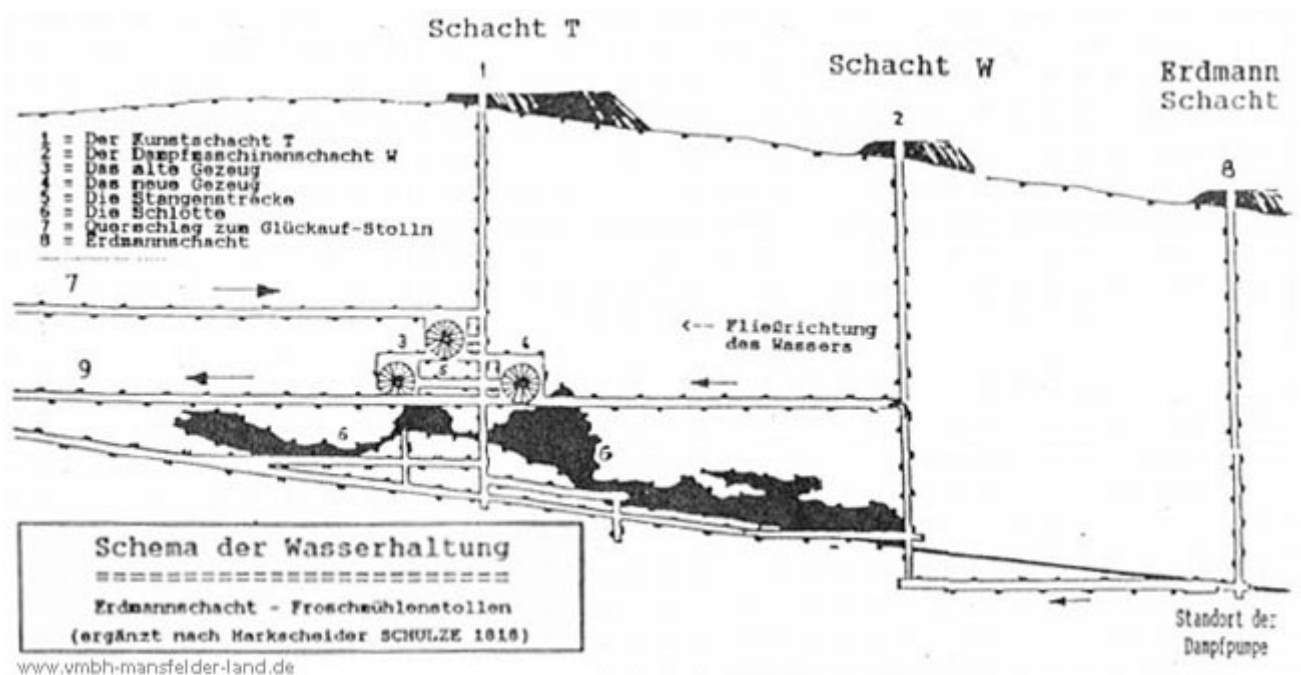 Schacht T
Schacht W
Erdmann
Schacht
1
2
8
1 = Der Kunstschacht T
2 = Der Dampfmaschinenschacht W
3 = Das alte Gezeug
4 = Das neue Gezeug
5 = Die Stangenstrecke
6 = Die Schlotte
7 = Querschlag zum Glückauf-Stolln
8 = Erdmannschacht
7
<-- Fließrichtung
des Wassers
3
4
5
9
6
6
Schema der Wasserhaltung
=========================
Erdmannschacht - Froschmühlenstollen
(ergänzt nach Markscheider SCHULZE 1818)
Standort der
Dampfpumpe
www.vmbh-mansfelder-land.de